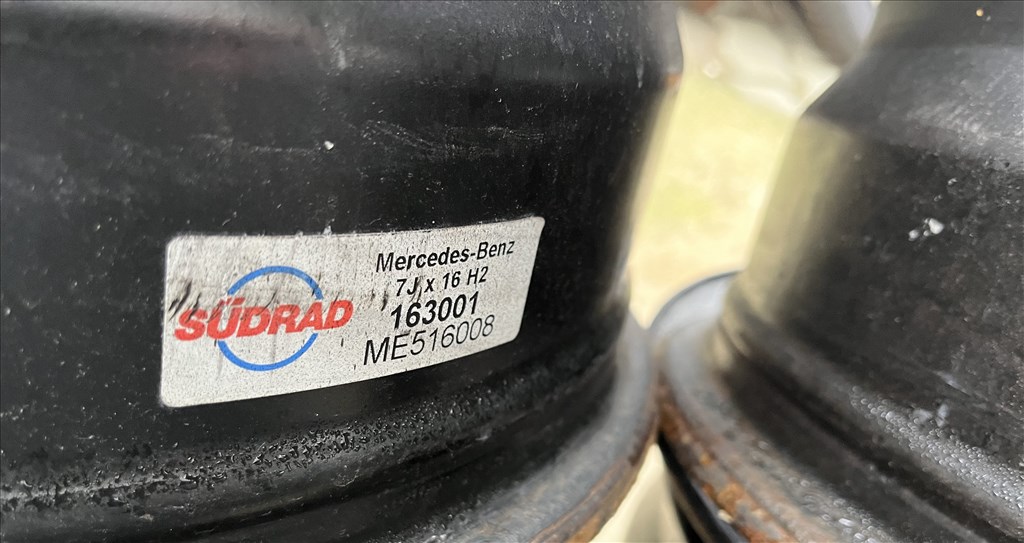 SÜDRAD
Mercedes-Benz
7J x 16 H2
163001
ME516008